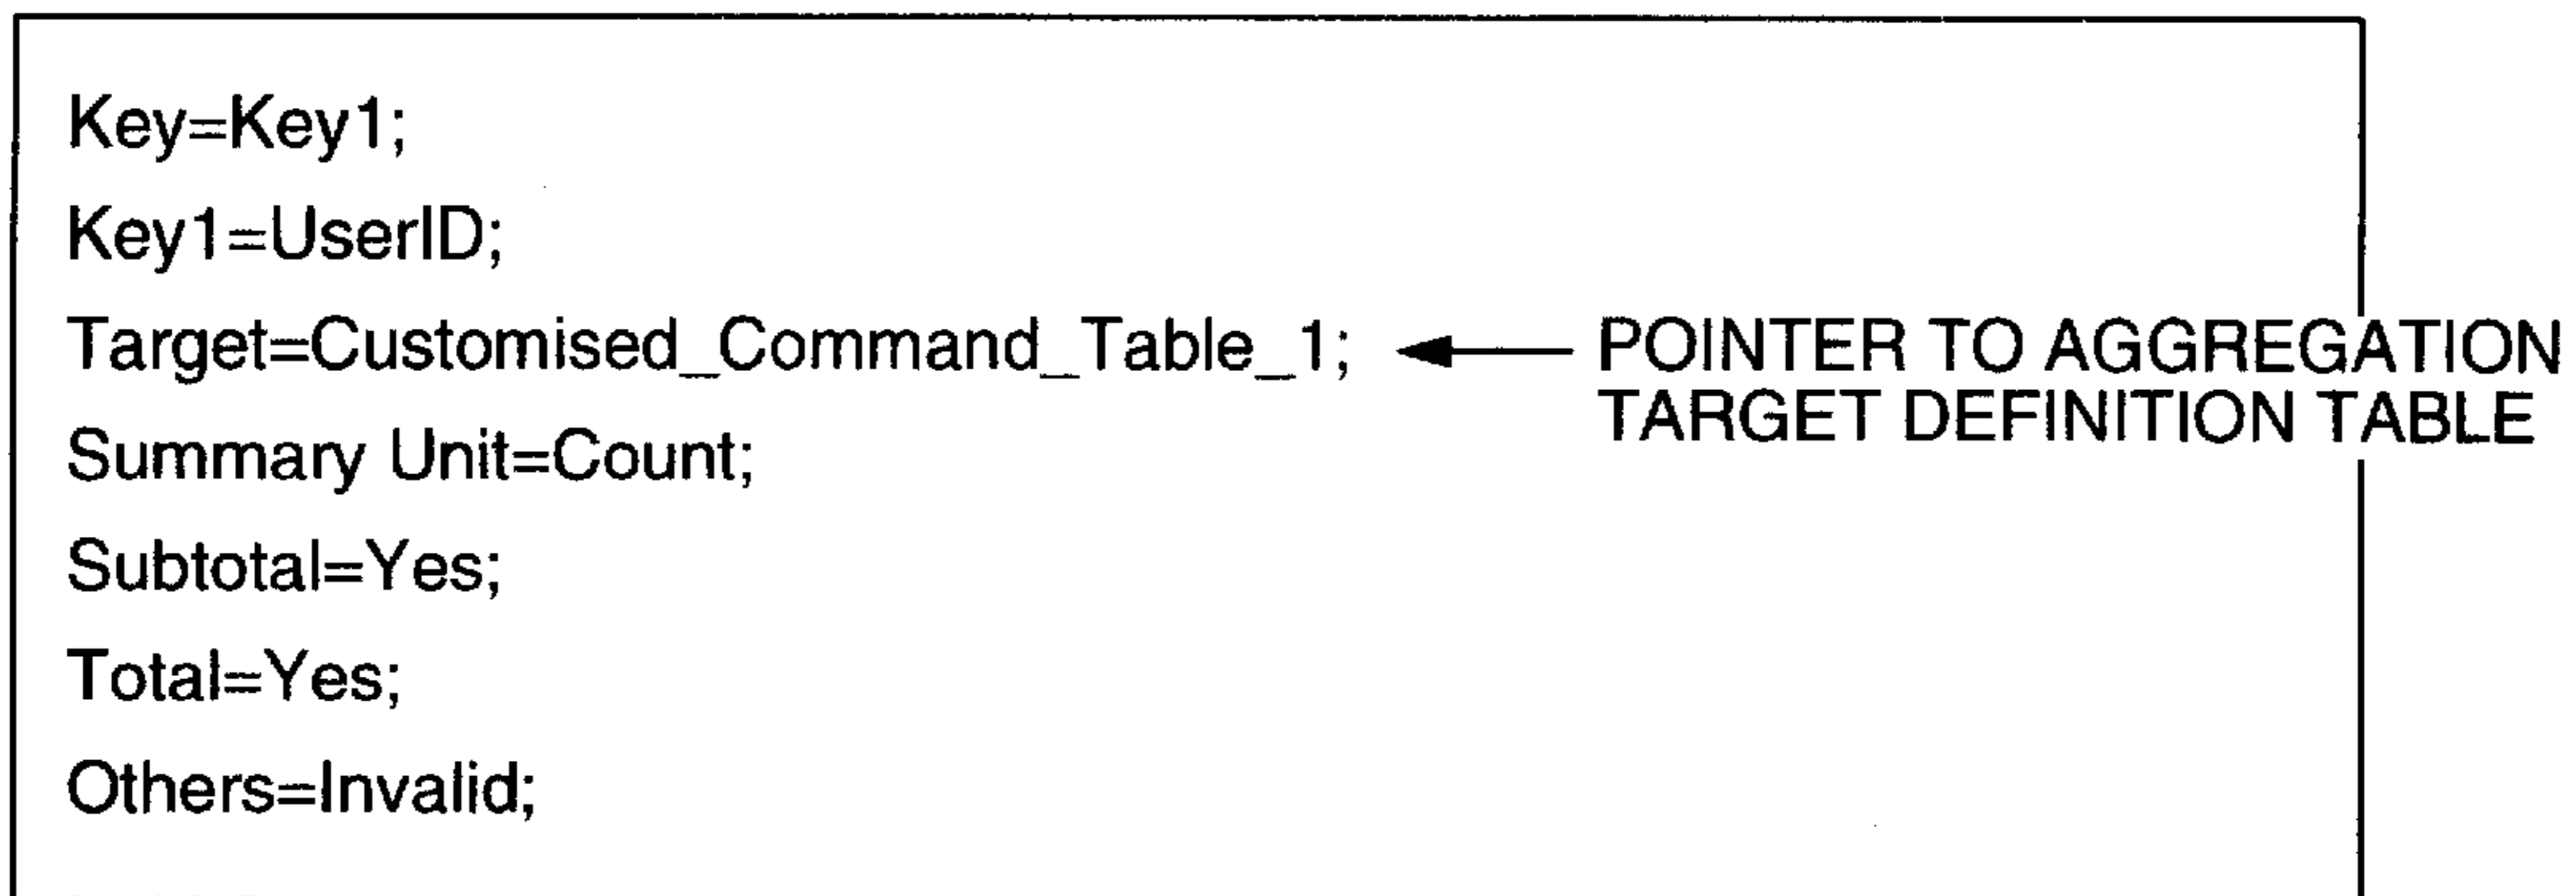 Key=Key1;
Key1=UserID;
Target=Customised_Command_Table_1; POINTER TO AGGREGATION
TARGET DEFINITION TABLE
Summary Unit=Count;
Subtotal=Yes;
Total=Yes;
Others=Invalid;